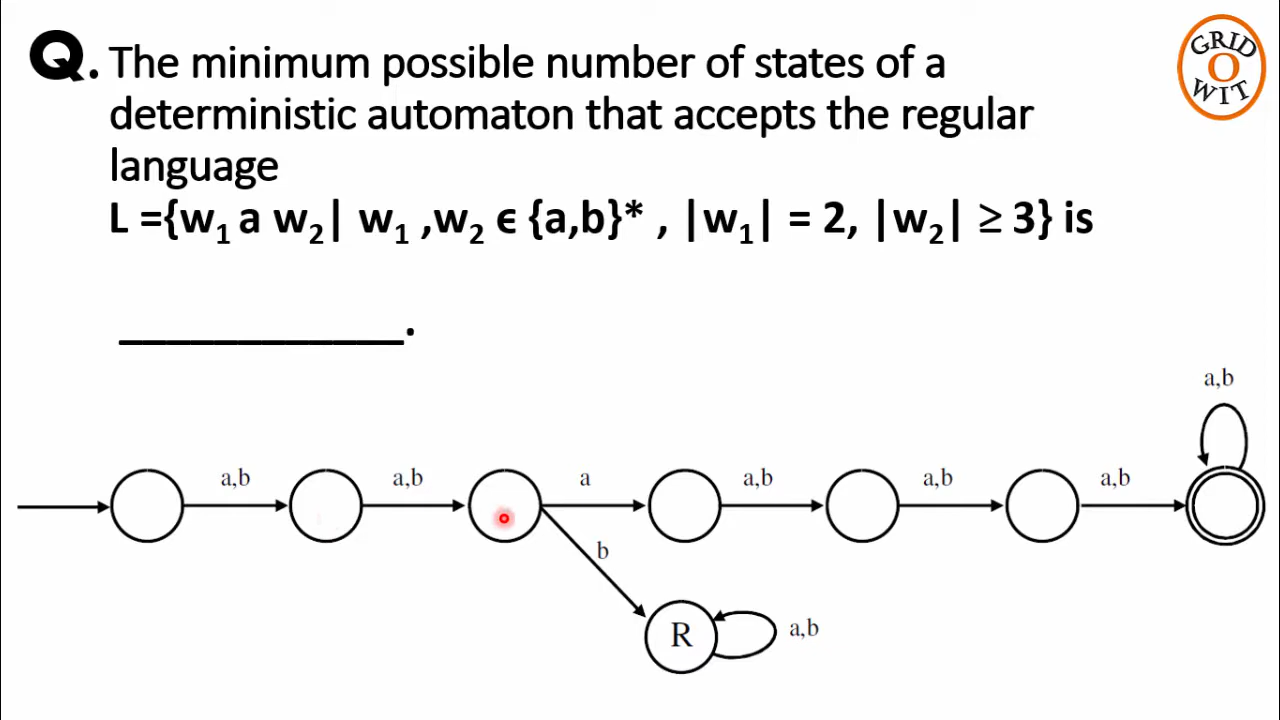 Q. The minimum possible number of states of a
deterministic automaton that accepts the regular
language
L ={w₁ a w₂| w₁ ,w₂ ϵ {a,b}* , |w₁| = 2, |w₂| ≥ 3} is
____________.
GRID
O
WIT
a,b
a,b
a,b
a
a,b
a,b
a,b
b
R
a,b